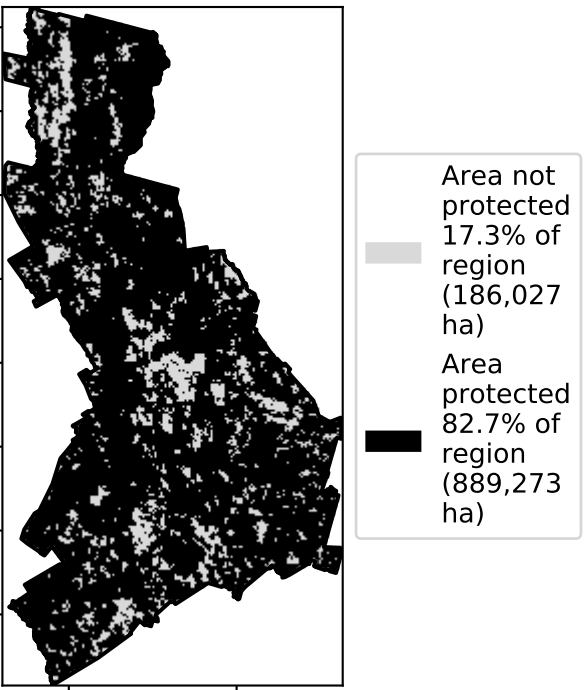 Area not
protected
17.3% of
region
(186,027
ha)
Area
protected
82.7% of
region
(889,273
ha)